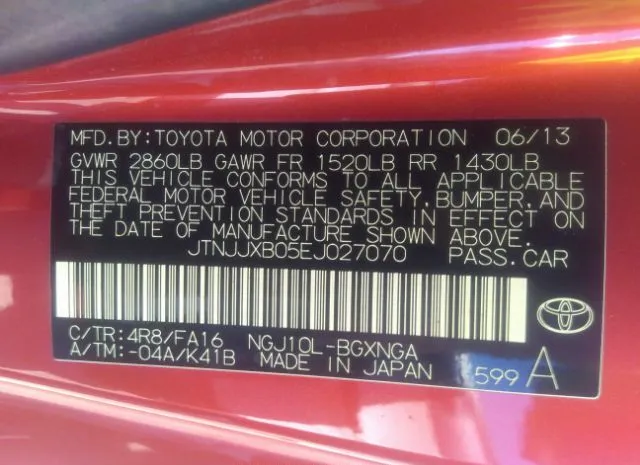 MFD.BY:TOYOTA MOTOR CORPORATION 06/13
GVWR 2860LB GAWR FR 1520LB RR 1430LB
THIS VEHICLE CONFORMS TO ALL APPLICABLE
FEDERAL MOTOR VEHICLE SAFETY,BUMPER,AND
THEFT PREVENTION STANDARDS IN EFFECT ON
THE DATE OF MANUFACTURE SHOWN ABOVE.
JTNJJXB05EJ027070 PASS.CAR
C/TR:4R8/FA16 NGJ10L-BGXNGA
A/TM:-04A/K41B MADE IN JAPAN 599 A